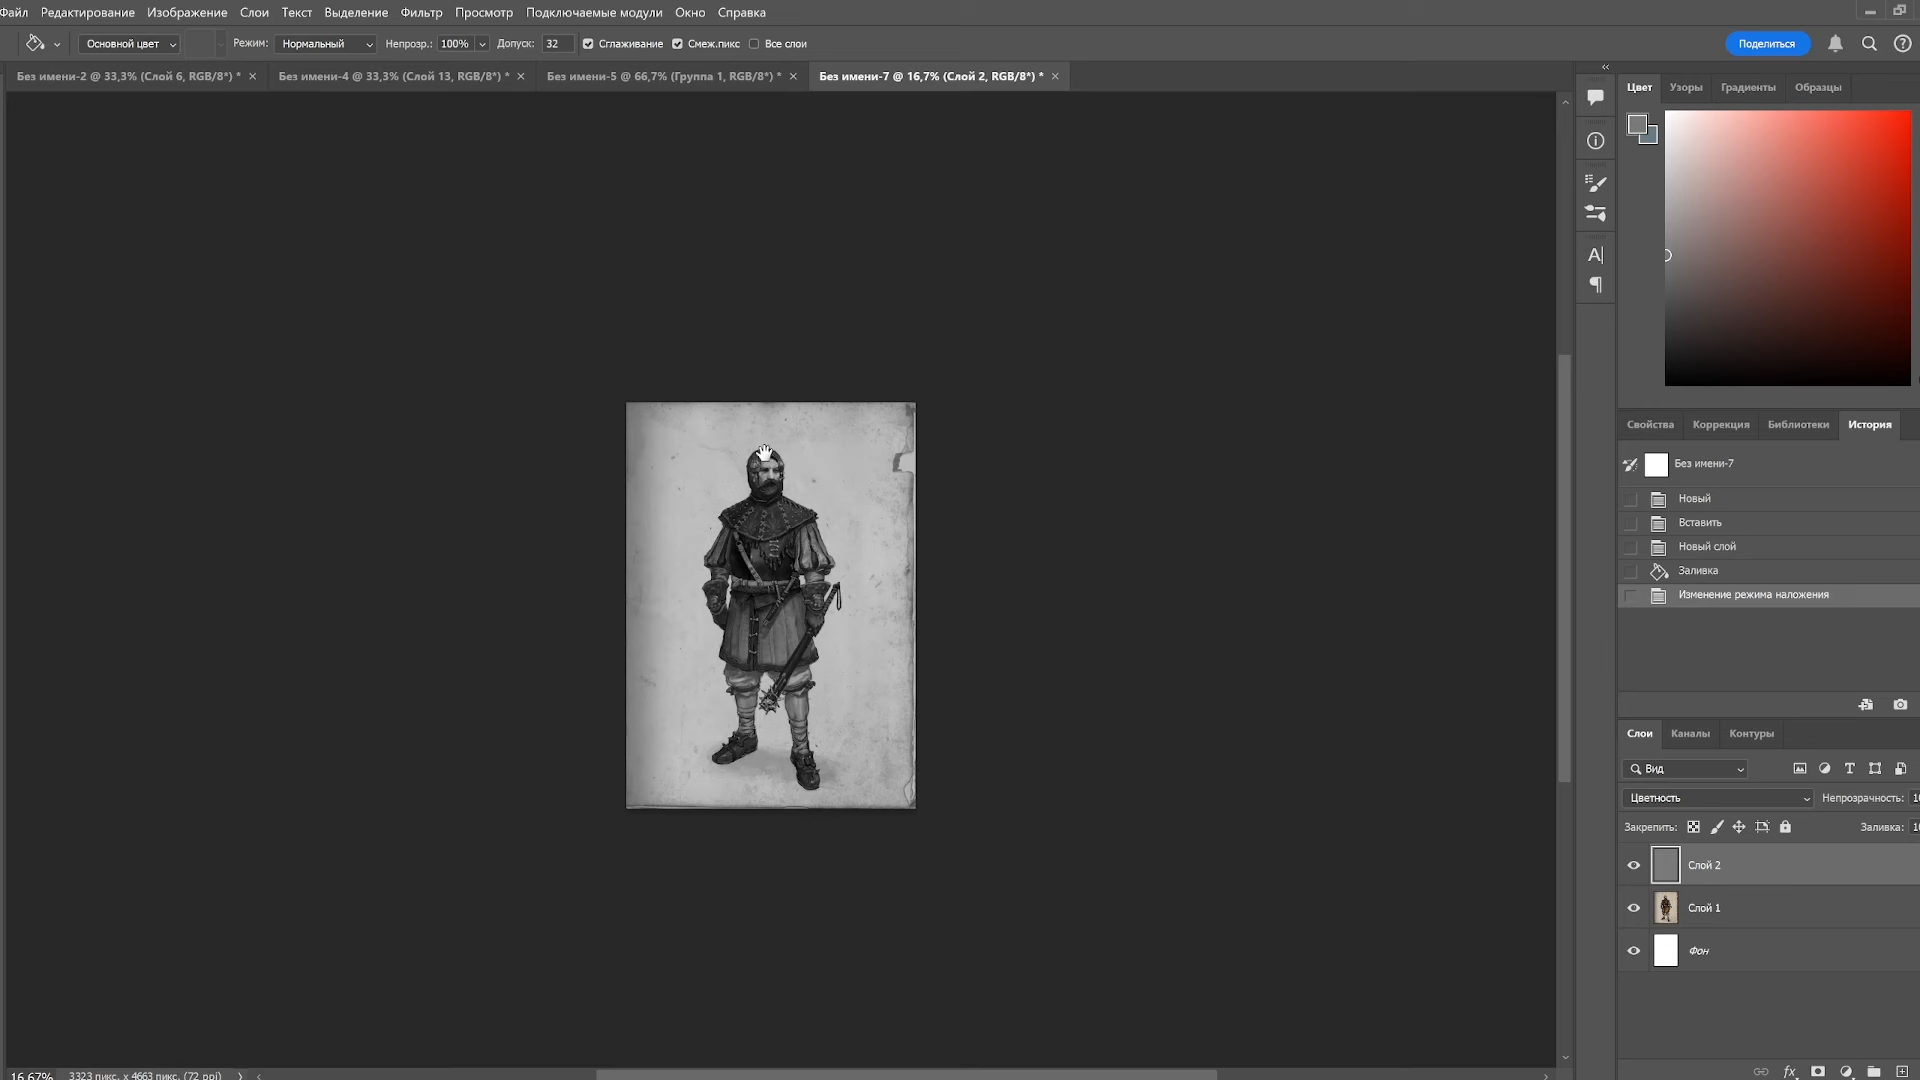 Файл Редактирование Изображение Слои Текст Выделение Фильтр Просмотр Подключаемые модули Окно Справка
Основной цвет Режим: Нормальный Непрозр.: 100% Допуск: 32 Сглаживание Смеж.пикс Все слои Поделиться
Без имени-2 @ 33,3% (Слой 6, RGB/8*) * Без имени-4 @ 33,3% (Слой 13, RGB/8*) * Без имени-5 @ 66,7% (Группа 1, RGB/8*) * Без имени-7 @ 16,7% (Слой 2, RGB/8*) *
Цвет Узоры Градиенты Образцы
Свойства Коррекция Библиотеки История
Без имени-7
Новый
Вставить
Новый слой
Заливка
Изменение режима наложения
Слои Каналы Контуры
Вид
Цветность Непрозрачность: 10
Закрепить: Заливка: 10
Слой 2
Слой 1
Фон
16,67% 3323 пикс. x 4663 пикс. (72 ppi)